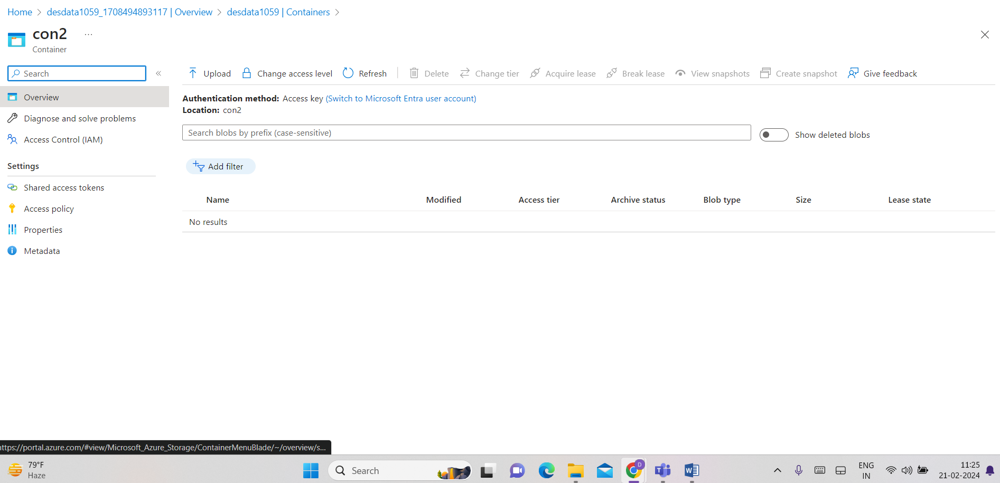 Home > desdata1059_1708494893117 | Overview > desdata1059 | Containers >
con2 ...
Container
Search «
Upload Change access level Refresh Delete Change tier Acquire lease Break lease View snapshots Create snapshot Give feedback
Overview
Diagnose and solve problems
Access Control (IAM)
Settings
Shared access tokens
Access policy
Properties
Metadata
Authentication method: Access key (Switch to Microsoft Entra user account)
Location: con2
Search blobs by prefix (case-sensitive)
Show deleted blobs
Add filter
Name Modified Access tier Archive status Blob type Size Lease state
No results
https://portal.azure.com/#view/Microsoft_Azure_Storage/ContainerMenuBlade/~/overview/s...
79°F
Haze
Search
D
T
W
ENG
IN
11:25
21-02-2024